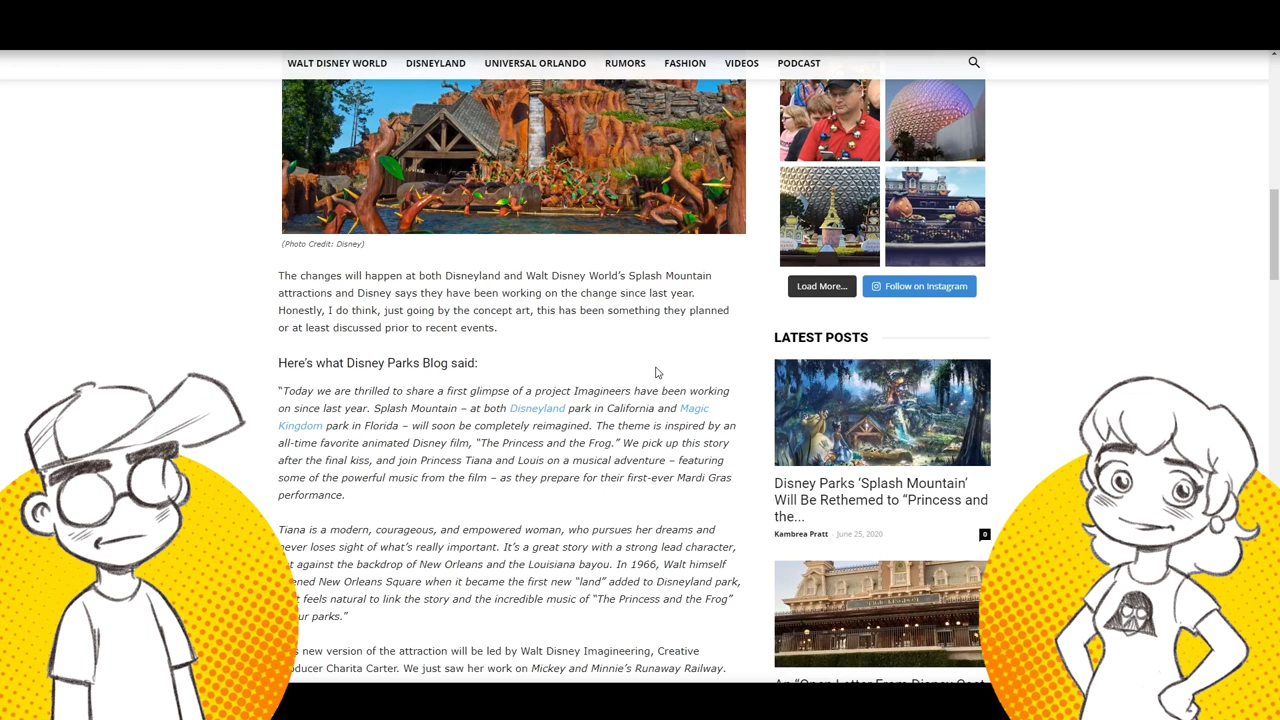 WALT DISNEY WORLD DISNEYLAND UNIVERSAL ORLANDO RUMORS FASHION VIDEOS PODCAST
(Photo Credit: Disney)
The changes will happen at both Disneyland and Walt Disney World's Splash Mountain
attractions and Disney says they have been working on the change since last year.
Honestly, I do think, just going by the concept art, this has been something they planned
or at least discussed prior to recent events.
Here's what Disney Parks Blog said:
"Today we are thrilled to share a first glimpse of a project Imagineers have been working
on since last year. Splash Mountain – at both Disneyland park in California and Magic
Kingdom park in Florida – will soon be completely reimagined. The theme is inspired by an
all-time favorite animated Disney film, "The Princess and the Frog." We pick up this story
after the final kiss, and join Princess Tiana and Louis on a musical adventure – featuring
some of the powerful music from the film – as they prepare for their first-ever Mardi Gras
performance.
Tiana is a modern, courageous, and empowered woman, who pursues her dreams and
never loses sight of what's really important. It's a great story with a strong lead character,
against the backdrop of New Orleans and the Louisiana bayou. In 1966, Walt himself
ened New Orleans Square when it became the first new "land" added to Disneyland park,
feels natural to link the story and the incredible music of "The Princess and the Frog"
ur parks."
new version of the attraction will be led by Walt Disney Imagineering, Creative
ducer Charita Carter. We just saw her work on Mickey and Minnie's Runaway Railway.
Load More...
Follow on Instagram
LATEST POSTS
Disney Parks 'Splash Mountain'
Will Be Rethemed to "Princess and
the...
Kambrea Pratt - June 25, 2020
0
An "Open Letter From Disney Cast